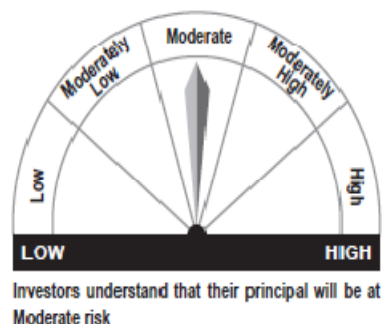 Moderate
Moderately
Low
Moderately
High
Low
High
LOW
HIGH
Investors understand that their principal will be at
Moderate risk